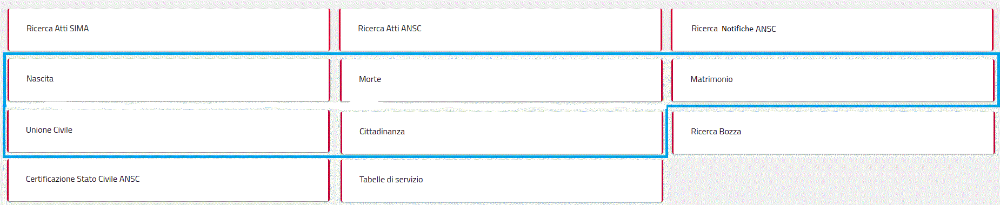 Ricerca Atti SIMA
Ricerca Atti ANSC
Ricerca Notifiche ANSC
Nascita
Morte
Matrimonio
Unione Civile
Cittadinanza
Ricerca Bozza
Certificazione Stato Civile ANSC
Tabelle di servizio